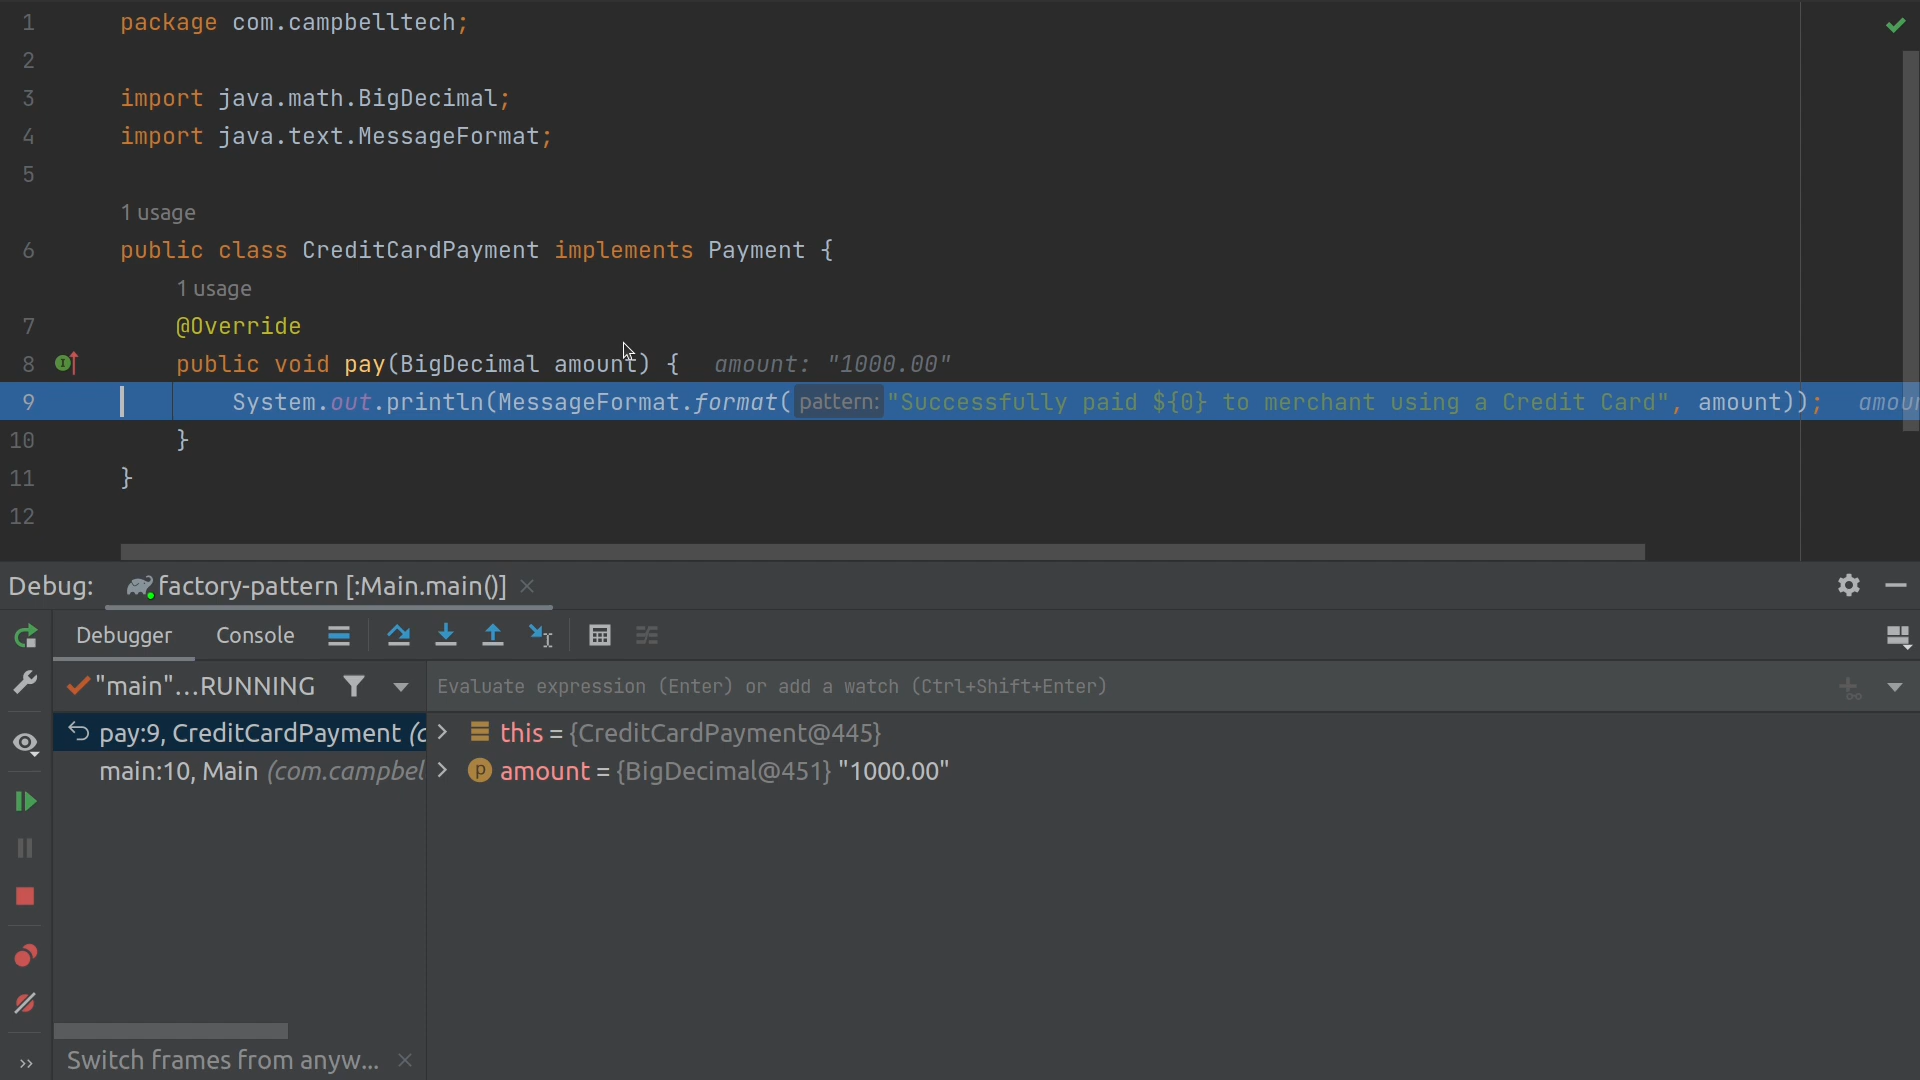 1 package com.campbelltech;
2
3 import java.math.BigDecimal;
4 import java.text.MessageFormat;
5
1 usage
6 public class CreditCardPayment implements Payment {
1 usage
7 @Override
8 public void pay(BigDecimal amount) { amount: "1000.00"
9 System.out.println(MessageFormat.format( pattern: "Successfully paid ${0} to merchant using a Credit Card", amount));
10 }
11 }
12
Debug: factory-pattern [:Main.main()]
Debugger Console
"main"...RUNNING Evaluate expression (Enter) or add a watch (Ctrl+Shift+Enter)
pay:9, CreditCardPayment this = {CreditCardPayment@445}
main:10, Main amount = {BigDecimal@451} "1000.00"
Switch frames from anyw...